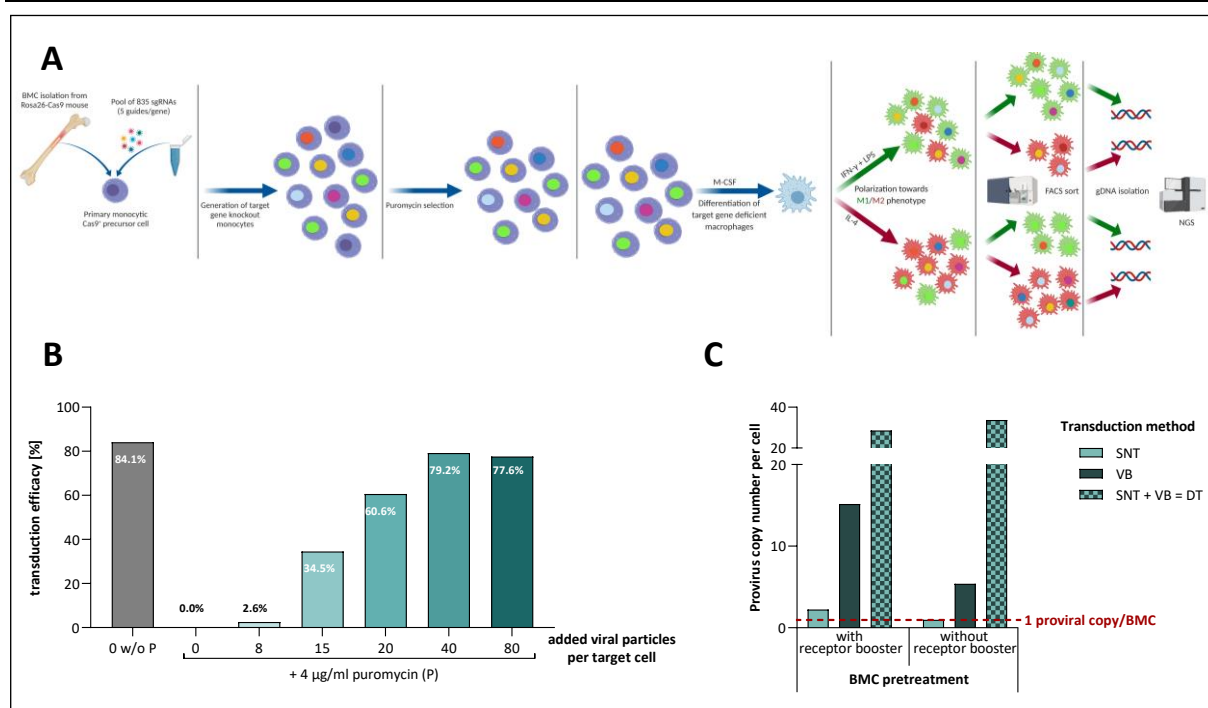 A
BMC isolation from
Rosa26-Cas9 mouse
Pool of 835 sgRNAs
(5 guides/gene)
Primary monocytic
Cas9⁺ precursor cell
Generation of target
gene knockout
monocytes
Puromycin selection
M-CSF
Differentiation of
target gene deficient
macrophages
IFN-γ + LPS
Polarization towards
M1/M2 phenotype
IL-4
FACS sort
gDNA isolation
NGS
B
transduction efficacy [%]
100
80
60
40
20
0
84.1%
0.0%
2.6%
34.5%
60.6%
79.2%
77.6%
0 w/o P
0
8
15
20
40
80
added viral particles
per target cell
+ 4 µg/ml puromycin (P)
C
Provirus copy number per cell
40
20
20
10
0
1 proviral copy/BMC
with
receptor booster
without
receptor booster
BMC pretreatment
Transduction method
SNT
VB
SNT + VB = DT